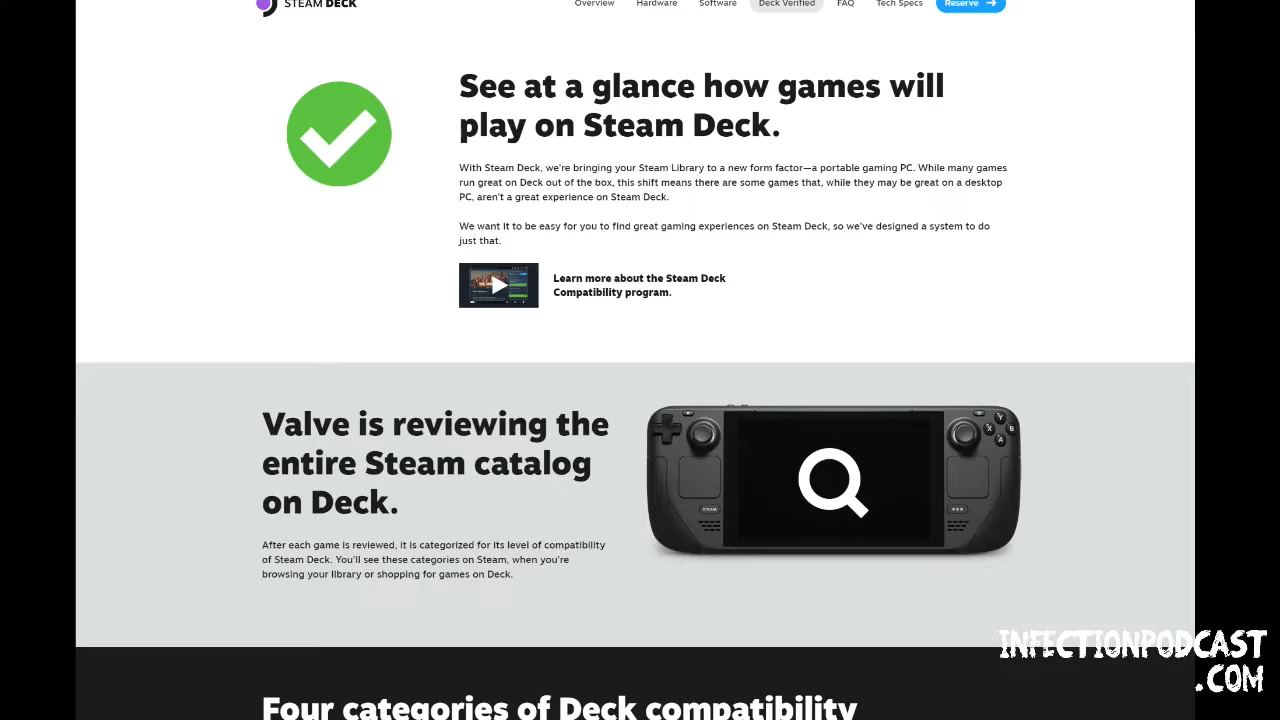 STEAM DECK
Overview Hardware Software Deck Verified FAQ Tech Specs Reserve →
See at a glance how games will
play on Steam Deck.
With Steam Deck, we're bringing your Steam Library to a new form factor—a portable gaming PC. While many games
run great on Deck out of the box, this shift means there are some games that, while they may be great on a desktop
PC, aren't a great experience on Steam Deck.
We want it to be easy for you to find great gaming experiences on Steam Deck, so we've designed a system to do
just that.
Learn more about the Steam Deck
Compatibility program.
Valve is reviewing the
entire Steam catalog
on Deck.
Y
X B
A
STEAM
After each game is reviewed, it is categorized for its level of compatibility
of Steam Deck. You'll see these categories on Steam, when you're
browsing your library or shopping for games on Deck.
INFECTIONPODCAST
.COM
Four categories of Deck compatibility